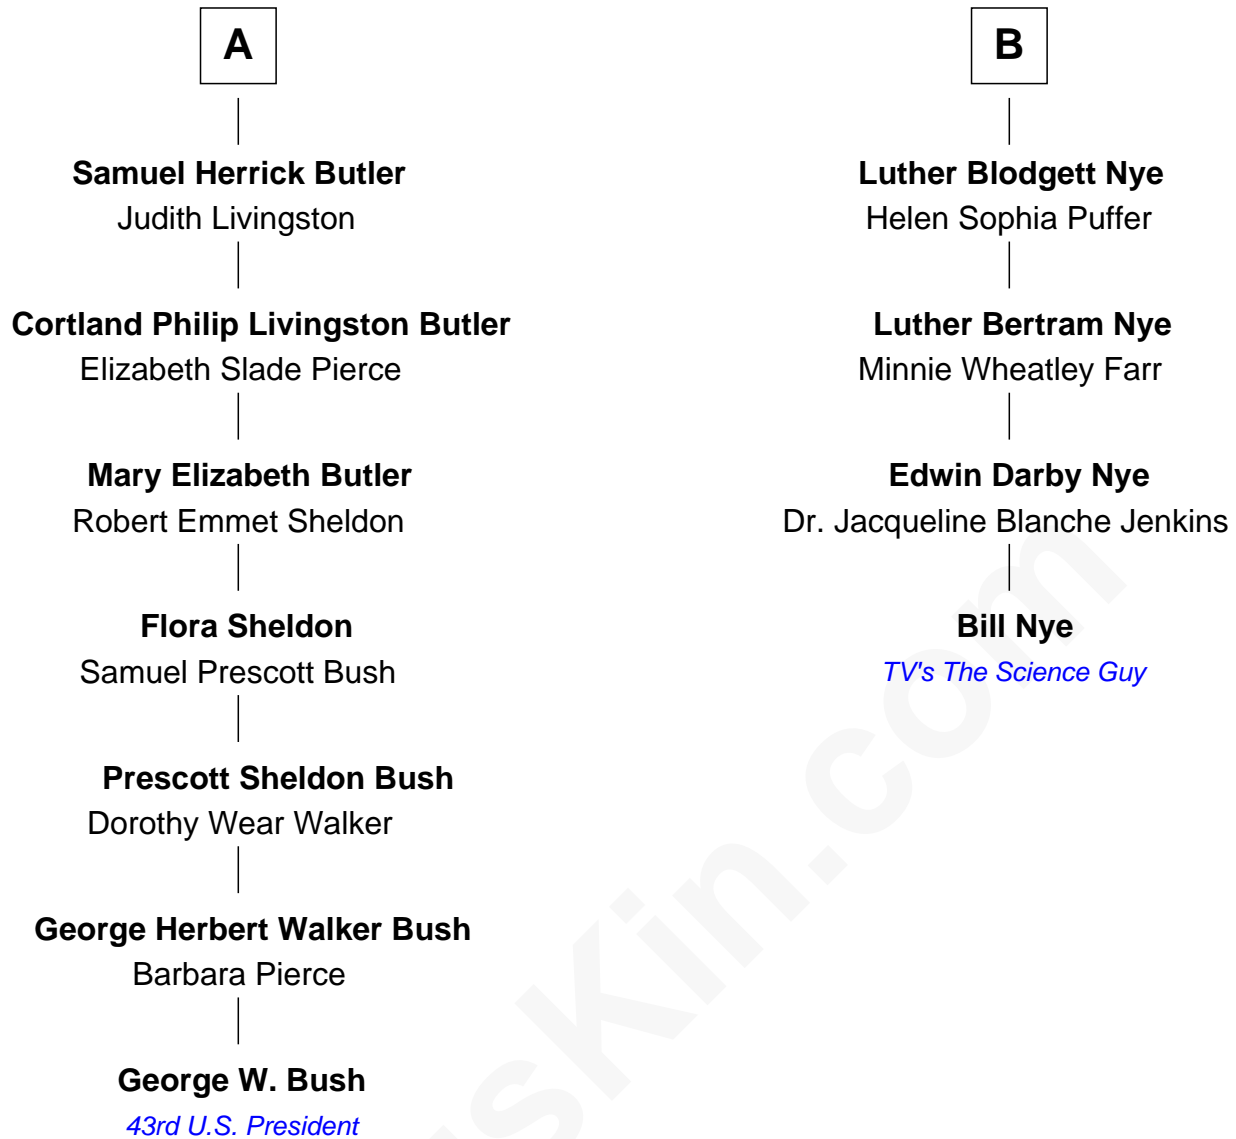 A
Samuel Herrick Butler
Judith Livingston
Cortland Philip Livingston Butler
Elizabeth Slade Pierce
Mary Elizabeth Butler
Robert Emmet Sheldon
Flora Sheldon
Samuel Prescott Bush
Prescott Sheldon Bush
Dorothy Wear Walker
George Herbert Walker Bush
Barbara Pierce
George W. Bush
43rd U.S. President
B
Luther Blodgett Nye
Helen Sophia Puffer
Luther Bertram Nye
Minnie Wheatley Farr
Edwin Darby Nye
Dr. Jacqueline Blanche Jenkins
Bill Nye
TV's The Science Guy
sKin.com